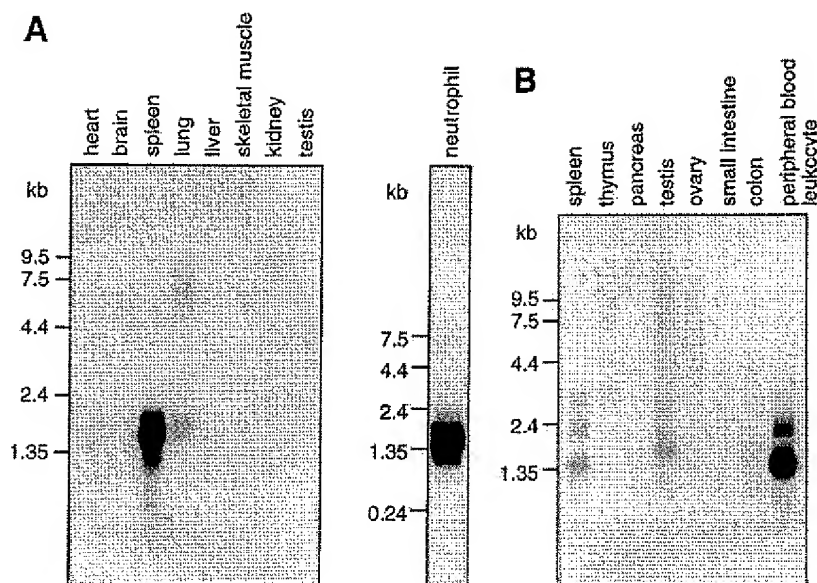 A
heart
brain
spleen
lung
liver
skeletal muscle
kidney
testis
kb
9.5
7.5
4.4
2.4
1.35
neutrophil
kb
7.5
4.4
2.4
1.35
0.24
B
spleen
thymus
pancreas
testis
ovary
small intestine
colon
peripheral blood
leukocyte
kb
9.5
7.5
4.4
2.4
1.35